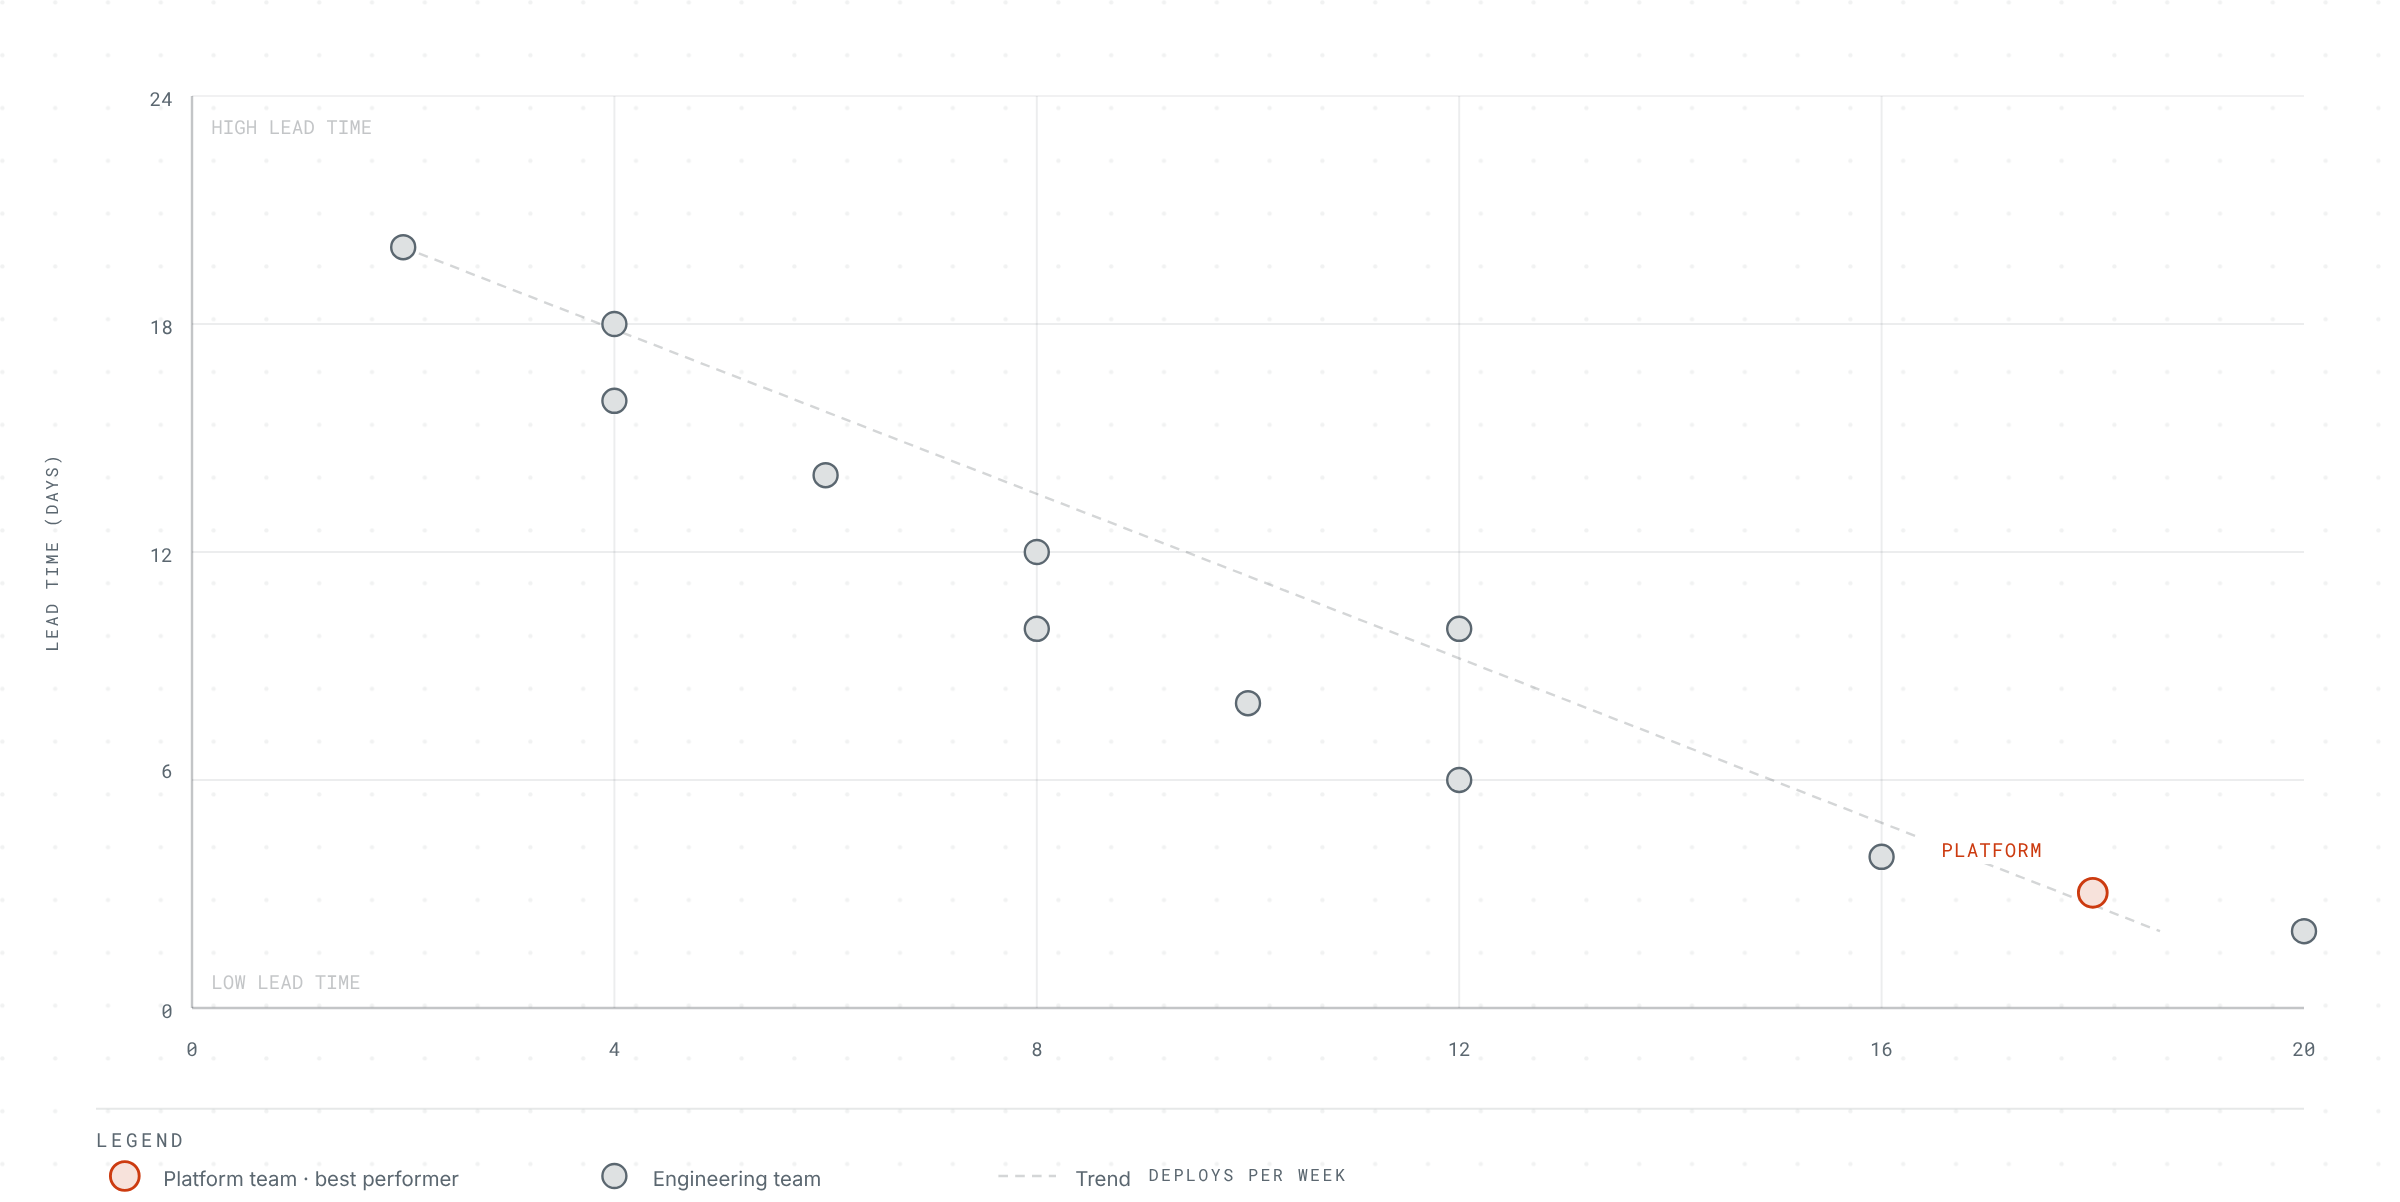 24
HIGH LEAD TIME
18
LEAD TIME (DAYS)
12
6
PLATFORM
LOW LEAD TIME
0
0 4 8 12 16 20
LEGEND
Platform team · best performer
Engineering team
Trend
DEPLOYS PER WEEK